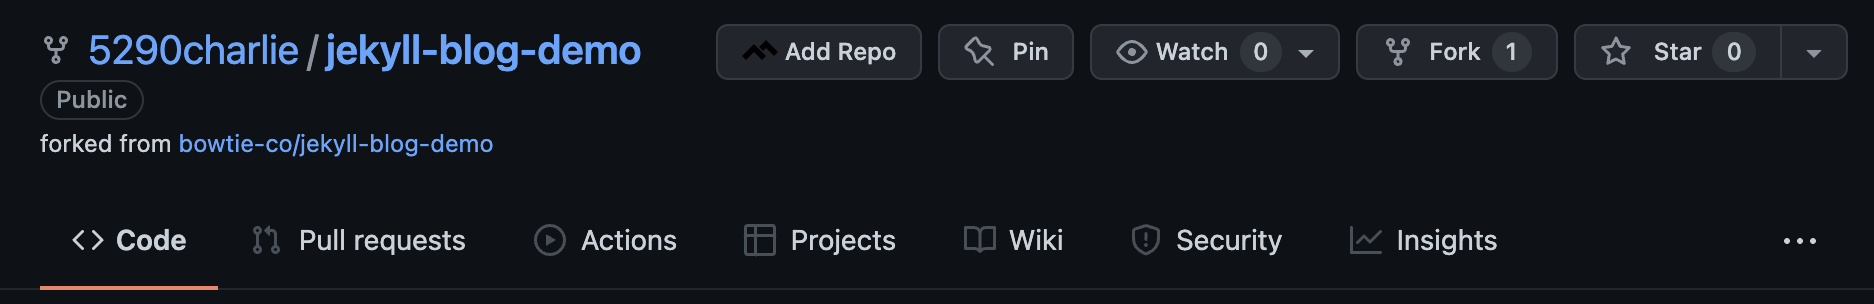 5290charlie / jekyll-blog-demo Add Repo Pin Watch 0 Fork 1 Star 0
Public
forked from bowtie-co/jekyll-blog-demo
Code Pull requests Actions Projects Wiki Security Insights